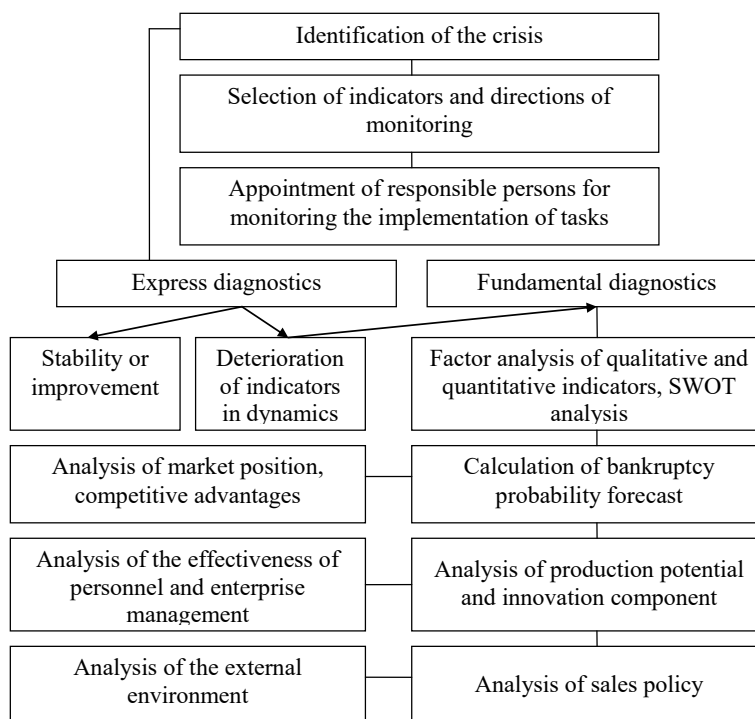 Identification of the crisis
Selection of indicators and directions of
monitoring
Appointment of responsible persons for
monitoring the implementation of tasks
Express diagnostics
Fundamental diagnostics
Stability or
improvement
Deterioration
of indicators
in dynamics
Factor analysis of qualitative and
quantitative indicators, SWOT
analysis
Analysis of market position,
competitive advantages
Calculation of bankruptcy
probability forecast
Analysis of the effectiveness of
personnel and enterprise
management
Analysis of production potential
and innovation component
Analysis of the external
environment
Analysis of sales policy